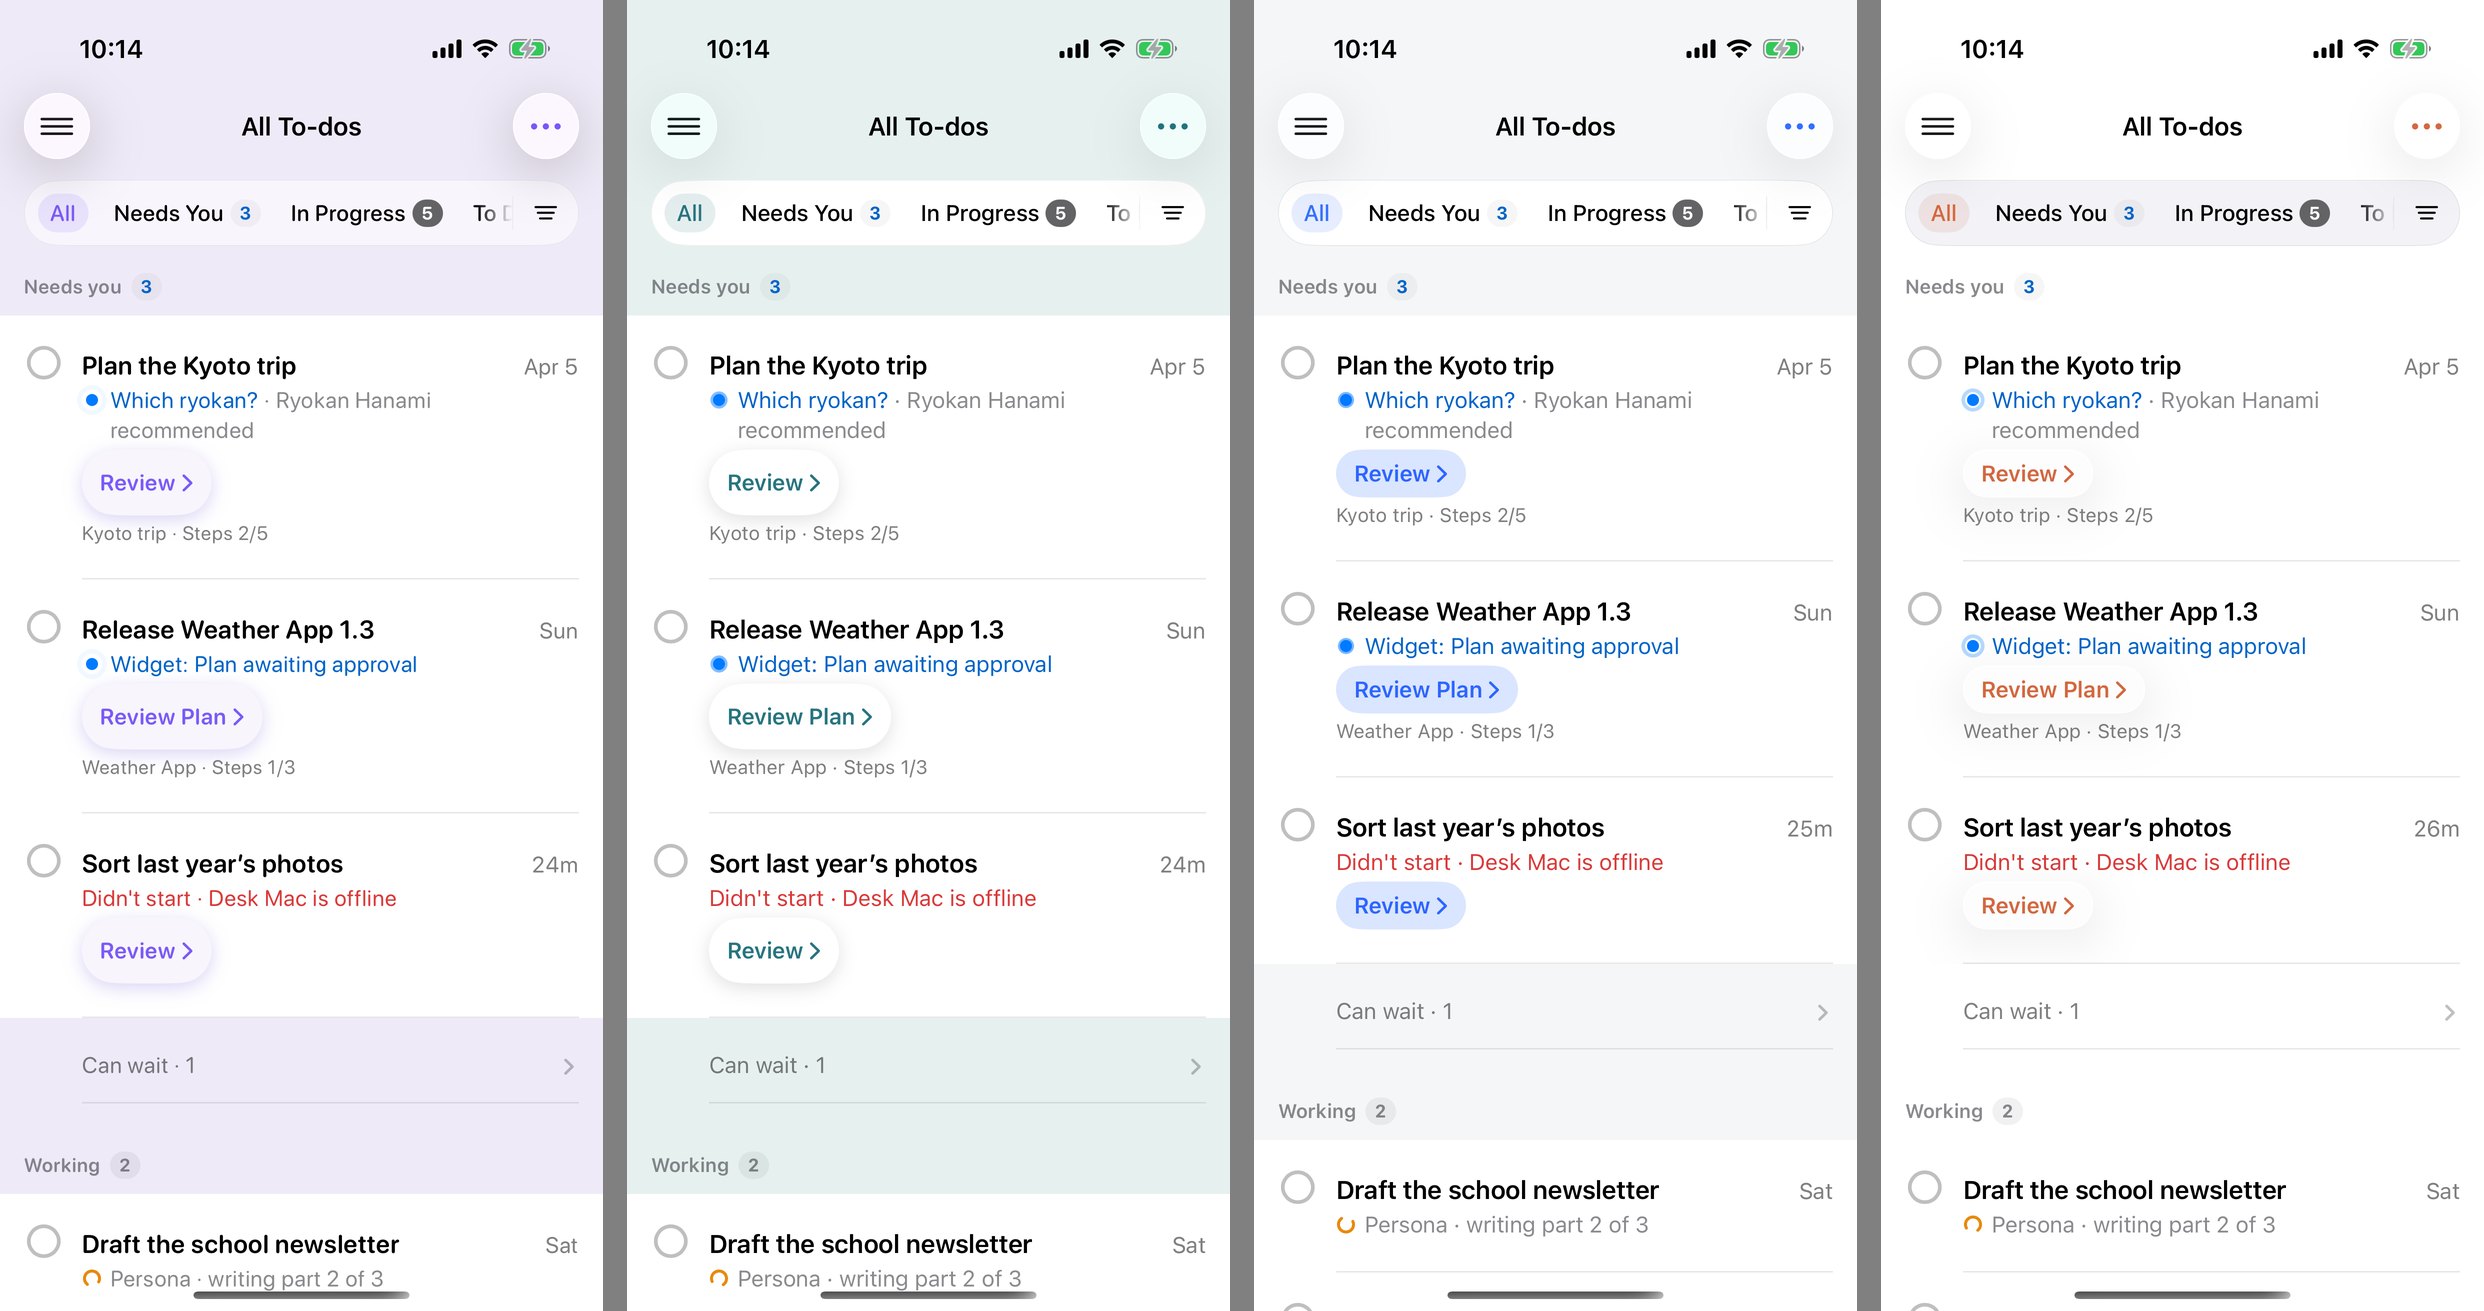 10:14
All To-dos
All Needs You 3 In Progress 5 To
Needs you 3
Plan the Kyoto trip Apr 5
Which ryokan? · Ryokan Hanami
recommended
Review >
Kyoto trip · Steps 2/5
Release Weather App 1.3 Sun
Widget: Plan awaiting approval
Review Plan >
Weather App · Steps 1/3
Sort last year’s photos 24m
Didn't start · Desk Mac is offline
Review >
Can wait · 1 >
Working 2
Draft the school newsletter Sat
Persona · writing part 2 of 3
10:14
All To-dos
All Needs You 3 In Progress 5 To
Needs you 3
Plan the Kyoto trip Apr 5
Which ryokan? · Ryokan Hanami
recommended
Review >
Kyoto trip · Steps 2/5
Release Weather App 1.3 Sun
Widget: Plan awaiting approval
Review Plan >
Weather App · Steps 1/3
Sort last year’s photos 24m
Didn't start · Desk Mac is offline
Review >
Can wait · 1 >
Working 2
Draft the school newsletter Sat
Persona · writing part 2 of 3
10:14
All To-dos
All Needs You 3 In Progress 5 To
Needs you 3
Plan the Kyoto trip Apr 5
Which ryokan? · Ryokan Hanami
recommended
Review >
Kyoto trip · Steps 2/5
Release Weather App 1.3 Sun
Widget: Plan awaiting approval
Review Plan >
Weather App · Steps 1/3
Sort last year’s photos 25m
Didn't start · Desk Mac is offline
Review >
Can wait · 1 >
Working 2
Draft the school newsletter Sat
Persona · writing part 2 of 3
10:14
All To-dos
All Needs You 3 In Progress 5 To
Needs you 3
Plan the Kyoto trip Apr 5
Which ryokan? · Ryokan Hanami
recommended
Review >
Kyoto trip · Steps 2/5
Release Weather App 1.3 Sun
Widget: Plan awaiting approval
Review Plan >
Weather App · Steps 1/3
Sort last year’s photos 26m
Didn't start · Desk Mac is offline
Review >
Can wait · 1 >
Working 2
Draft the school newsletter Sat
Persona · writing part 2 of 3